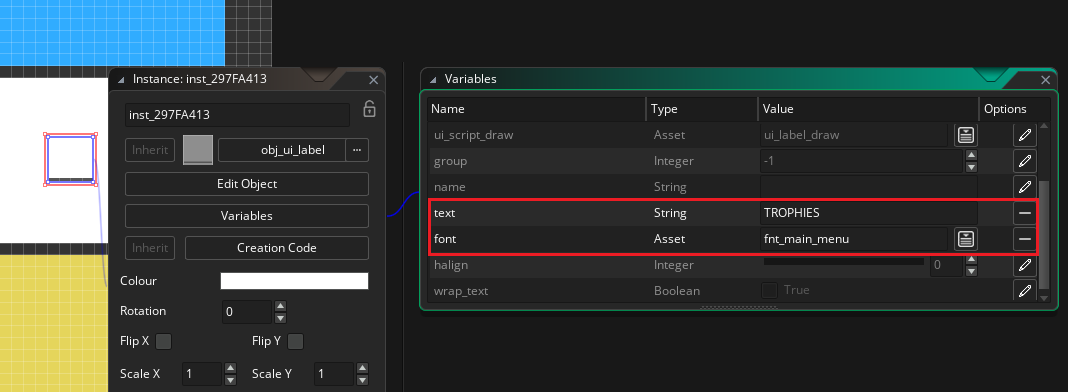 Instance: inst_297FA413
inst_297FA413
Inherit
obj_ui_label
...
Edit Object
Variables
Inherit
Creation Code
Colour
Rotation
0
Flip X
Flip Y
Scale X
1
Scale Y
1
Variables
Name Type Value Options
ui_script_draw Asset ui_label_draw
group Integer -1
name String
text String TROPHIES
font Asset fnt_main_menu
halign Integer 0
wrap_text Boolean True